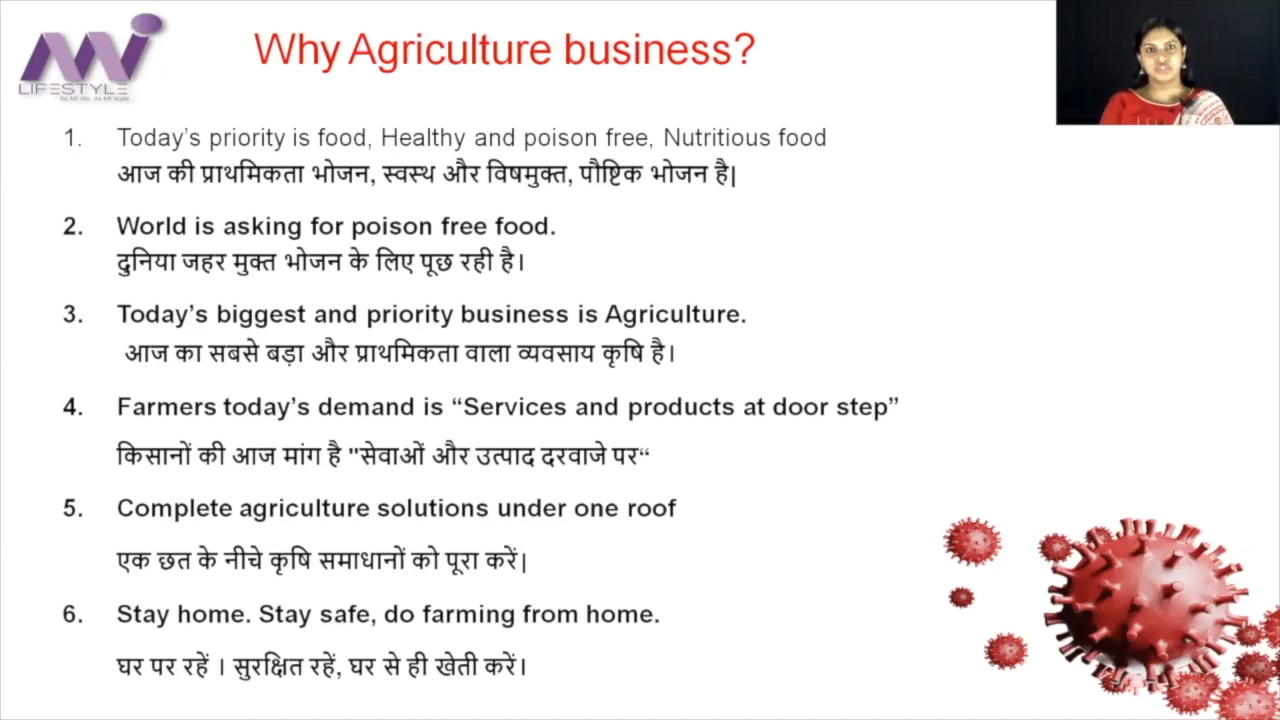 Mi
LIFESTYLE
Why Agriculture business?
1. Today's priority is food, Healthy and poison free, Nutritious food
आज की प्राथमिकता भोजन, स्वस्थ और विषमुक्त, पौष्टिक भोजन है|
2. World is asking for poison free food.
दुनिया जहर मुक्त भोजन के लिए पूछ रही है।
3. Today's biggest and priority business is Agriculture.
आज का सबसे बड़ा और प्राथमिकता वाला व्यवसाय कृषि है।
4. Farmers today's demand is “Services and products at door step”
किसानों की आज मांग है "सेवाओं और उत्पाद दरवाजे पर“
5. Complete agriculture solutions under one roof
एक छत के नीचे कृषि समाधानों को पूरा करें|
6. Stay home. Stay safe, do farming from home.
घर पर रहें । सुरक्षित रहें, घर से ही खेती करें।